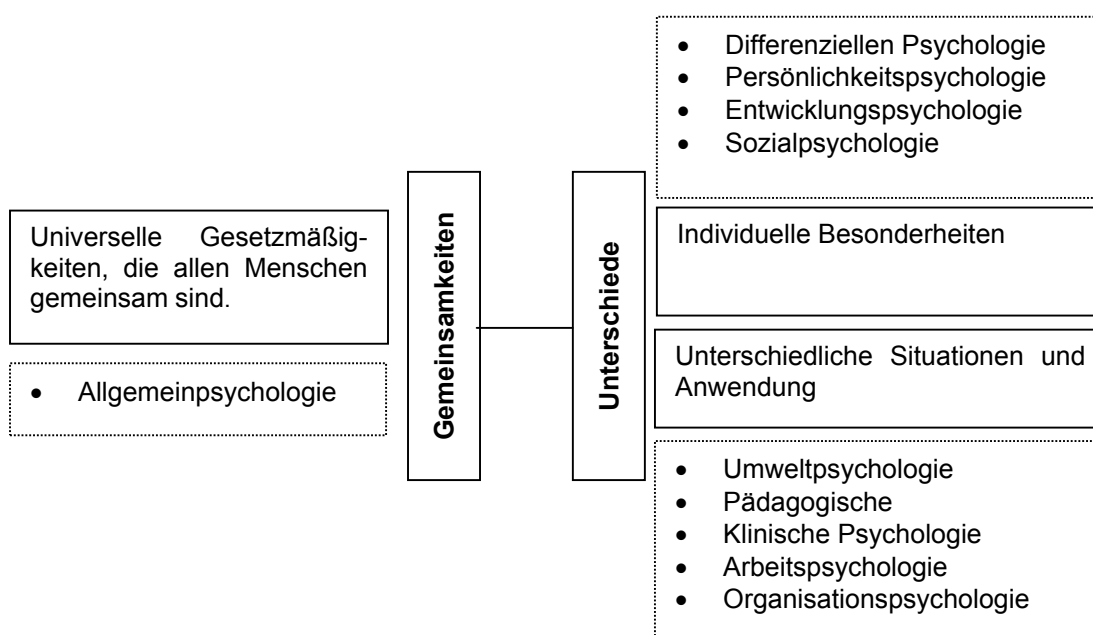 Universelle Gesetzmäßig-
keiten, die allen Menschen
gemeinsam sind.
• Allgemeinpsychologie
Gemeinsamkeiten
Unterschiede
• Differenziellen Psychologie
• Persönlichkeitspsychologie
• Entwicklungspsychologie
• Sozialpsychologie
Individuelle Besonderheiten
Unterschiedliche Situationen und
Anwendung
• Umweltpsychologie
• Pädagogische
• Klinische Psychologie
• Arbeitspsychologie
• Organisationspsychologie